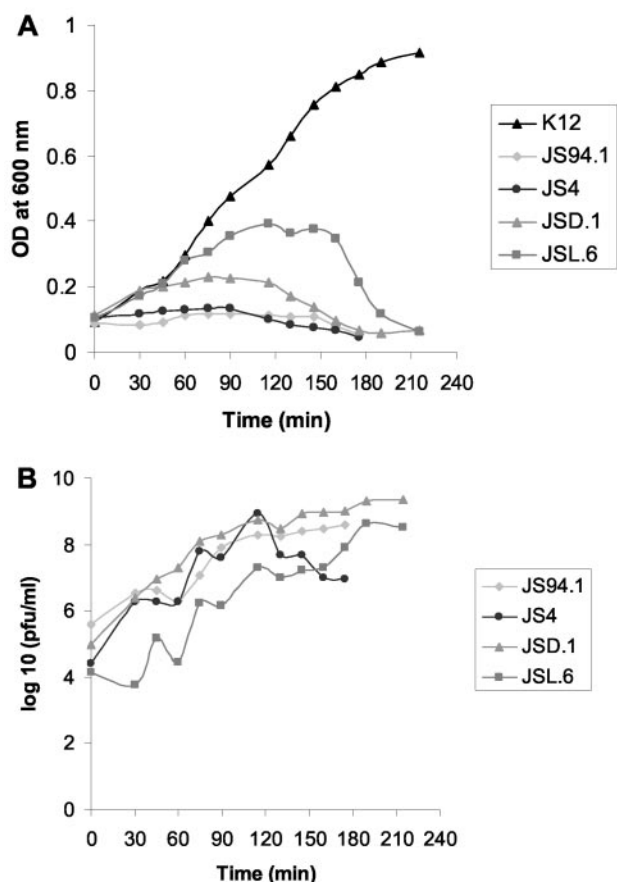 A
OD at 600 nm
1
0.8
0.6
0.4
0.2
0
0 30 60 90 120 150 180 210 240
Time (min)
K12
JS94.1
JS4
JSD.1
JSL.6
B
log 10 (pfu/ml)
10
8
6
4
2
0
0 30 60 90 120 150 180 210 240
Time (min)
JS94.1
JS4
JSD.1
JSL.6